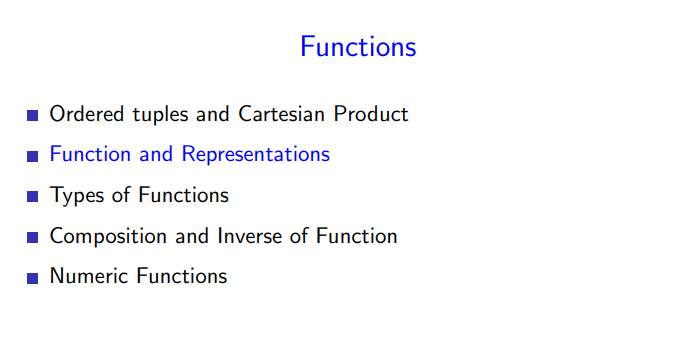 Functions
Ordered tuples and Cartesian Product
Function and Representations
Types of Functions
Composition and Inverse of Function
Numeric Functions